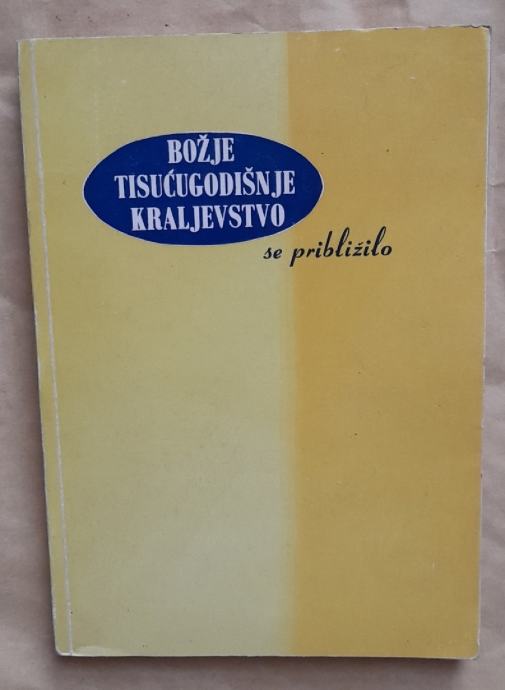 BOŽJE
TISUĆUGODIŠNJE
KRALJEVSTVO
se približilo